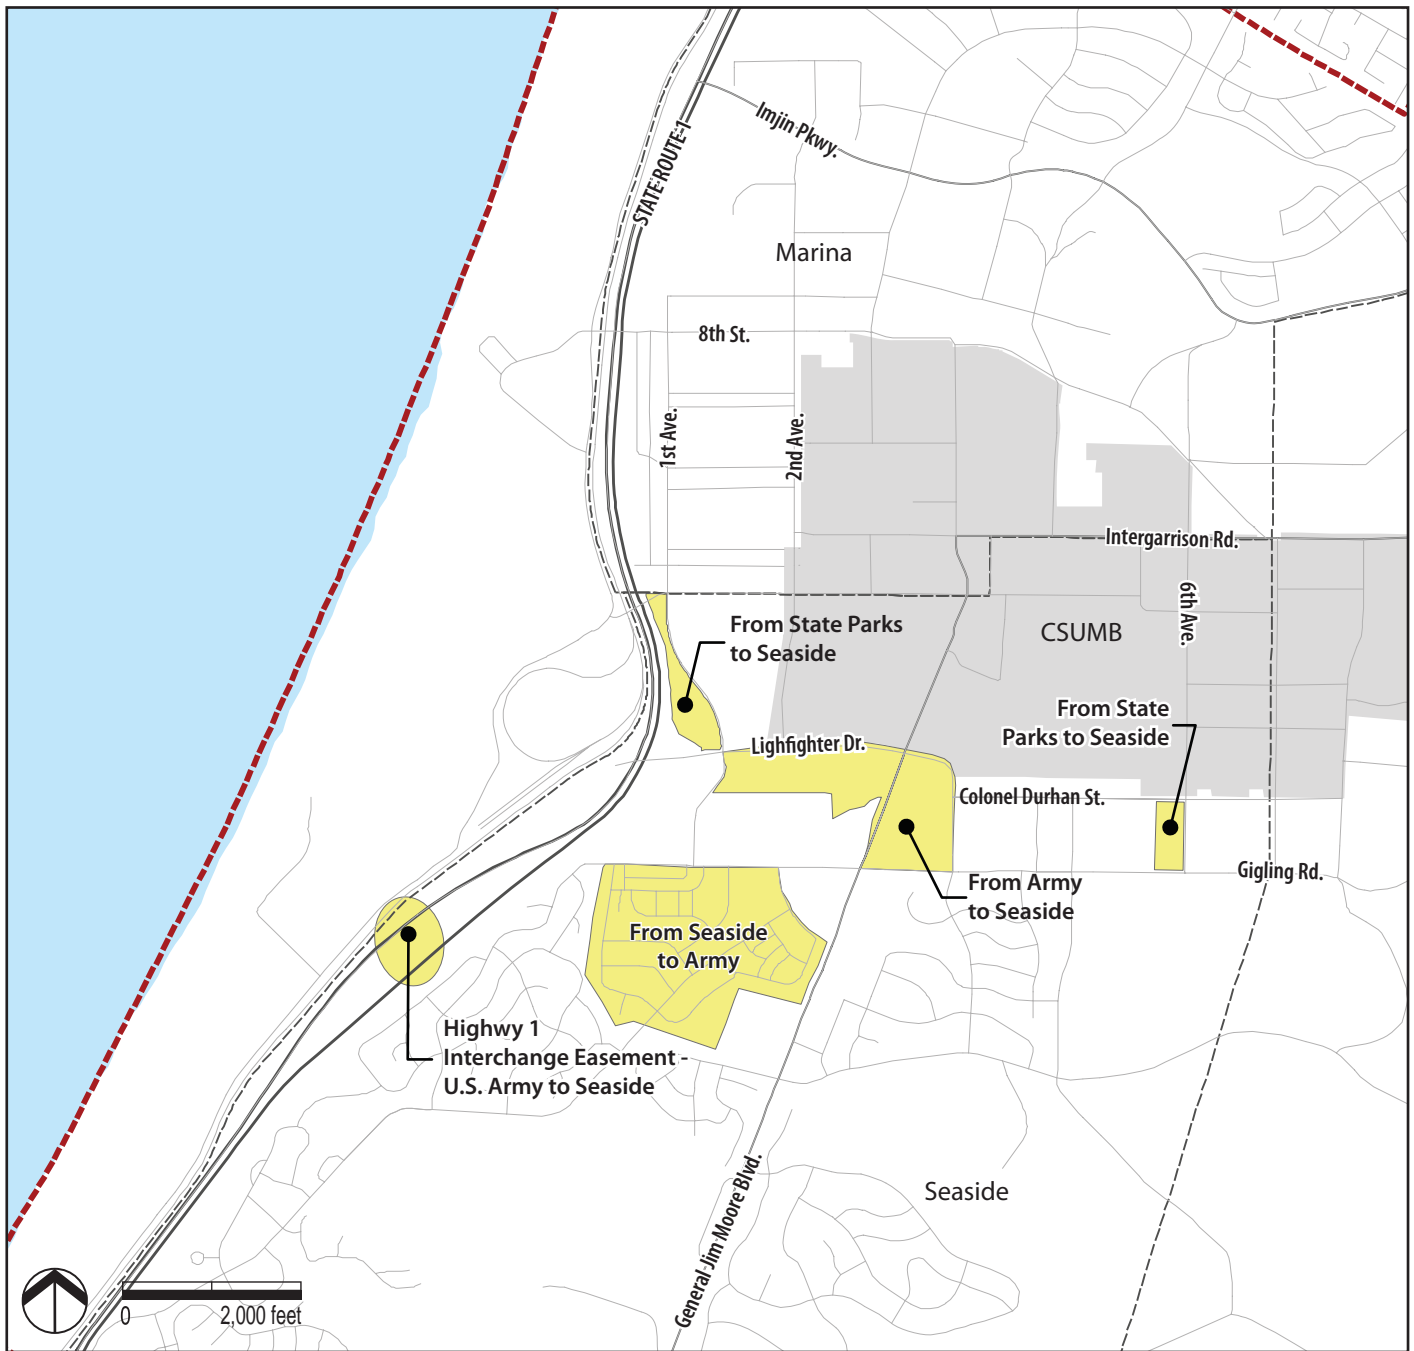 Imjin Pkwy.
STATE ROUTE 1
Marina
8th St.
1st Ave.
2nd Ave.
Intergarrison Rd.
6th Ave.
CSUMB
From State Parks
to Seaside
From State
Parks to Seaside
Lighfighter Dr.
Colonel Durhan St.
Gigling Rd.
From Army
to Seaside
From Seaside
to Army
Highwy 1
Interchange Easement -
U.S. Army to Seaside
General Jim Moore Blvd.
Seaside
0
2,000 feet